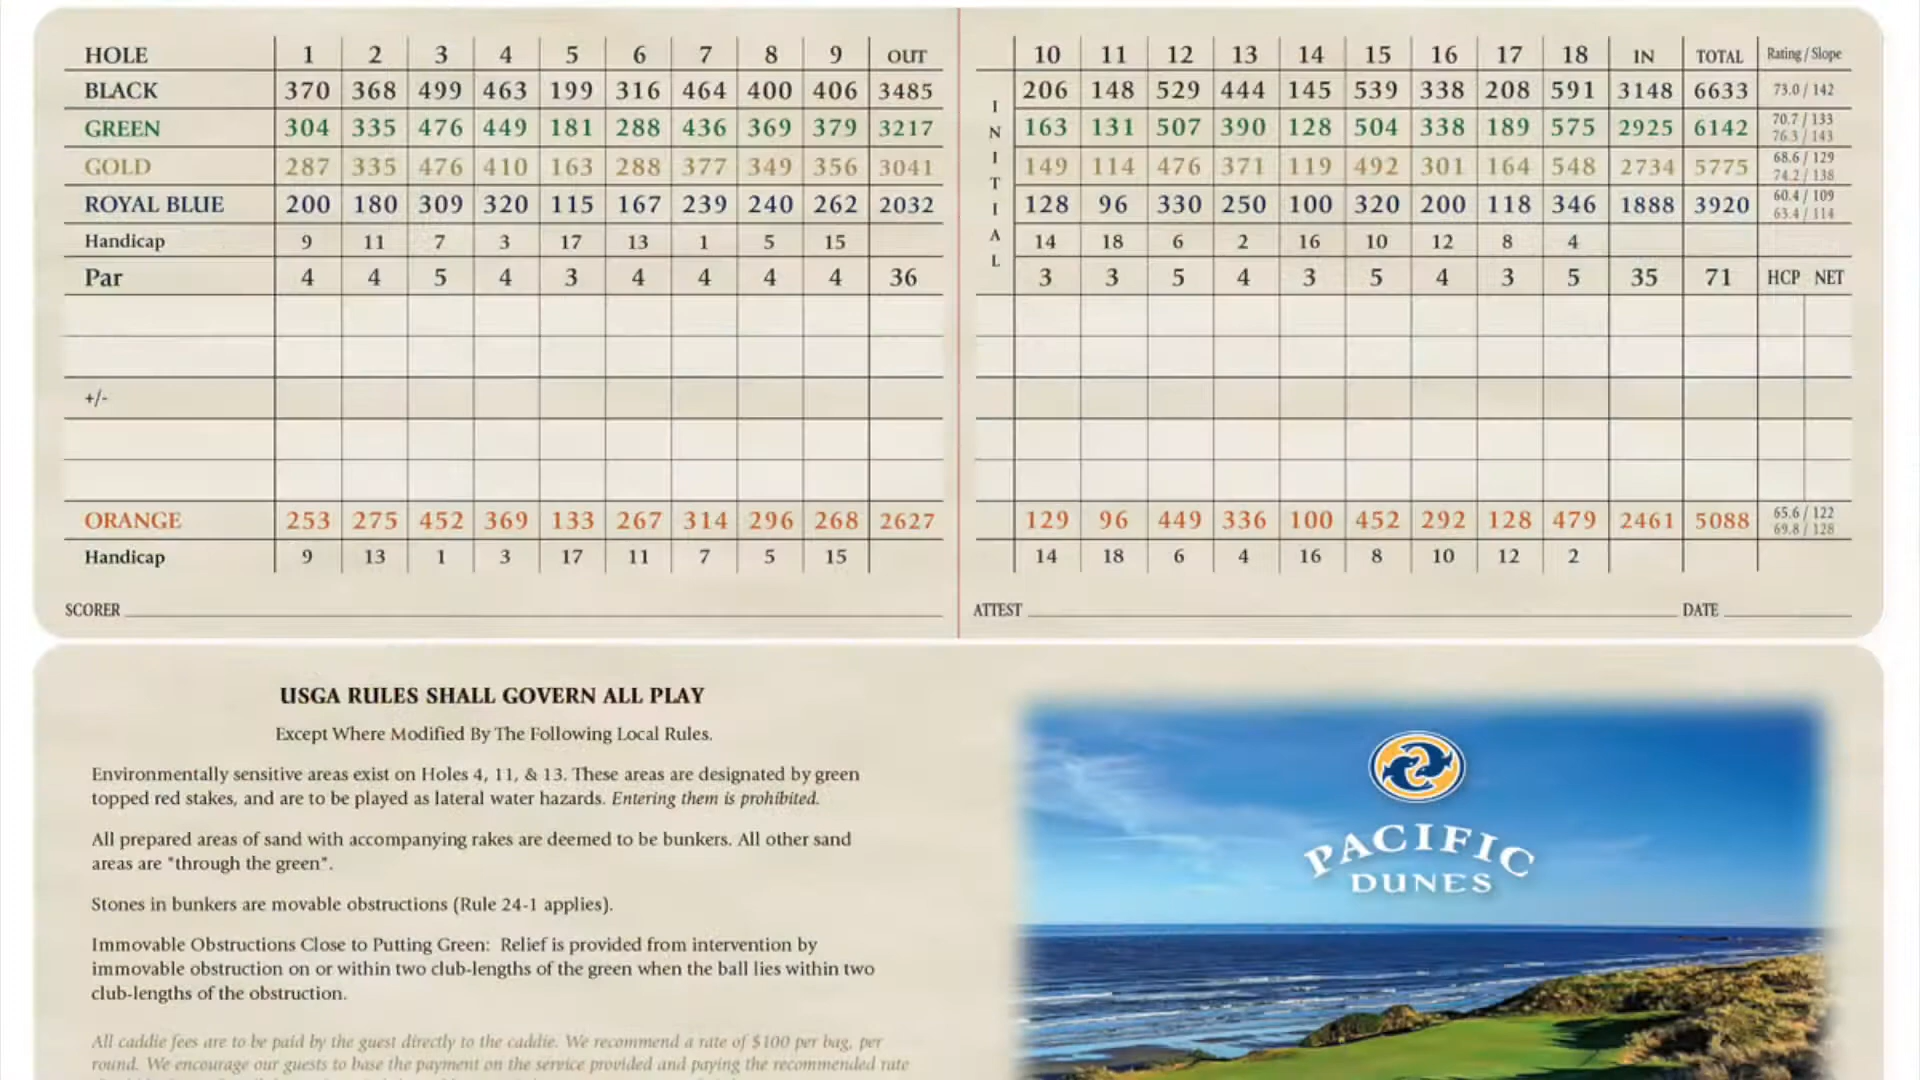 HOLE 1 2 3 4 5 6 7 8 9 OUT 10 11 12 13 14 15 16 17 18 IN TOTAL Rating / Slope
BLACK 370 368 499 463 199 316 464 400 406 3485 206 148 529 444 145 539 338 208 591 3148 6633 73.0 / 142
GREEN 304 335 476 449 181 288 436 369 379 3217 163 131 507 390 128 504 338 189 575 2925 6142 70.7 / 133 76.3 / 143
GOLD 287 335 476 410 163 288 377 349 356 3041 149 114 476 371 119 492 301 164 548 2734 5775 68.6 / 129 74.2 / 138
ROYAL BLUE 200 180 309 320 115 167 239 240 262 2032 128 96 330 250 100 320 200 118 346 1888 3920 60.4 / 109 63.4 / 114
Handicap 9 11 7 3 17 13 1 5 15 14 18 6 2 16 10 12 8 4
INITIAL
Par 4 4 5 4 3 4 4 4 4 36 3 3 5 4 3 5 4 3 5 35 71 HCP NET
+/-
ORANGE 253 275 452 369 133 267 314 296 268 2627 129 96 449 336 100 452 292 128 479 2461 5088 65.6 / 122 69.8 / 128
Handicap 9 13 1 3 17 11 7 5 15 14 18 6 4 16 8 10 12 2
SCORER ATTEST DATE
USGA RULES SHALL GOVERN ALL PLAY
Except Where Modified By The Following Local Rules.
Environmentally sensitive areas exist on Holes 4, 11, & 13. These areas are designated by green
topped red stakes, and are to be played as lateral water hazards. Entering them is prohibited.
All prepared areas of sand with accompanying rakes are deemed to be bunkers. All other sand
areas are "through the green".
Stones in bunkers are movable obstructions (Rule 24-1 applies).
Immovable Obstructions Close to Putting Green: Relief is provided from intervention by
immovable obstruction on or within two club-lengths of the green when the ball lies within two
club-lengths of the obstruction.
All caddie fees are to be paid by the guest directly to the caddie. We recommend a rate of $100 per bag, per
round. We encourage our guests to base the payment on the service provided and paying the recommended rate
PACIFIC
DUNES